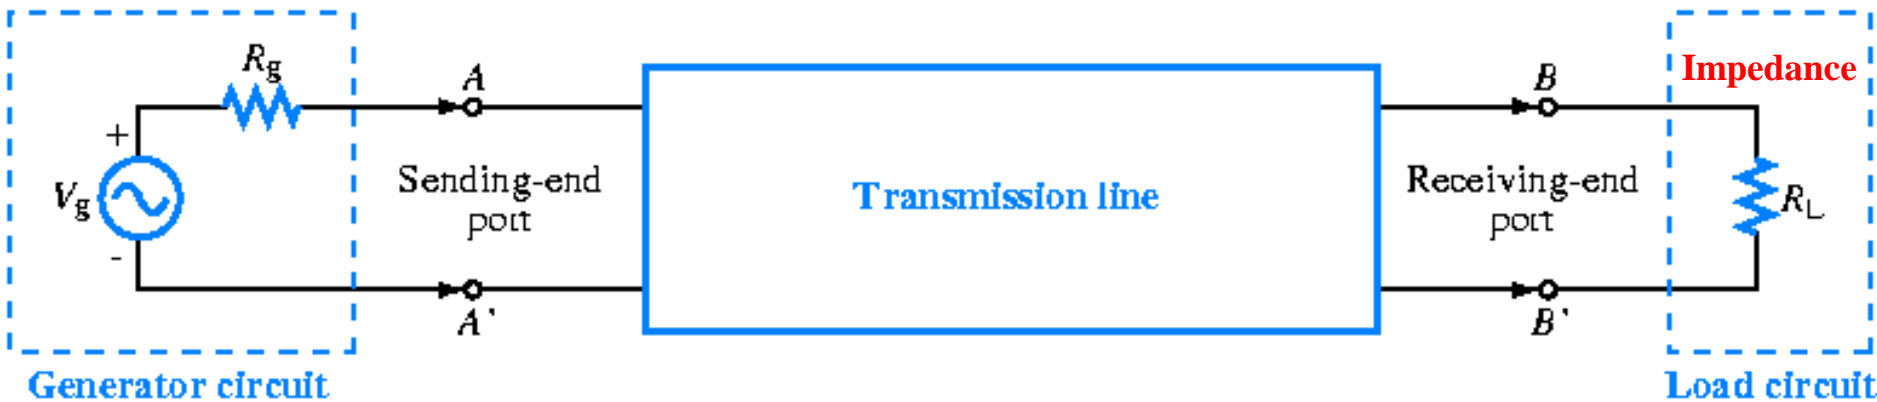 Rg
A
B
Impedance
+
Vg
-
Sending-end
port
Transmission line
Receiving-end
port
RL
A'
B'
Generator circuit
Load circuit